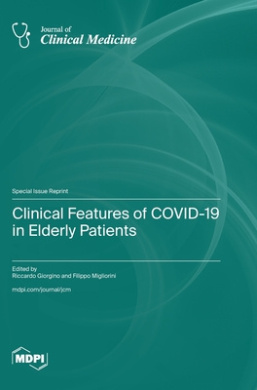 Journal of
Clinical Medicine
Special Issue Reprint
Clinical Features of COVID-19
in Elderly Patients
Edited by
Riccardo Giorgino and Filippo Migliorini
mdpi.com/journal/jcm
MDPI